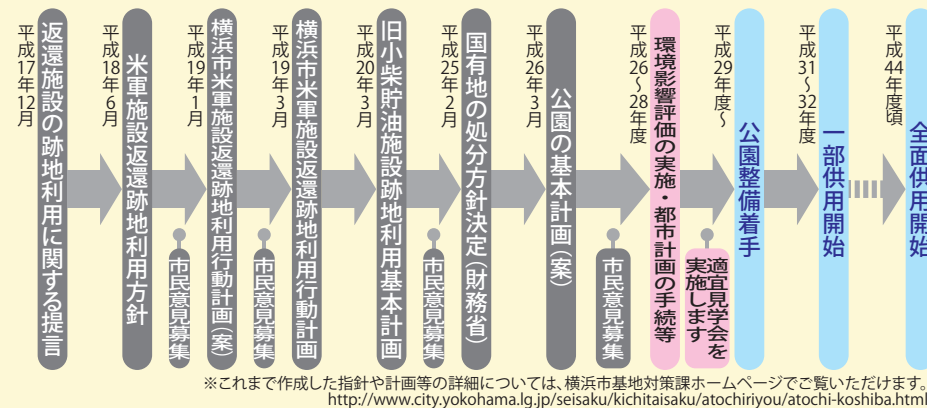 平成17年12月
返還施設の跡地利用に関する提言
平成18年6月
米軍施設返還跡地利用方針
平成19年1月
横浜市米軍施設返還跡地利用行動計画(案)
市民意見募集
平成19年3月
横浜市米軍施設返還跡地利用行動計画
市民意見募集
平成20年3月
旧小柴貯油施設跡地利用基本計画
平成25年2月
国有地の処分方針決定(財務省)
市民意見募集
平成26年3月
公園の基本計画(案)
市民意見募集
平成26~28年度
環境影響評価の実施・都市計画の手続等
適宜見学会を
実施します
平成29年度~
公園整備着手
平成31~32年度
一部供用開始
平成44年度頃
全面供用開始
※これまで作成した指針や計画等の詳細については、横浜市基地対策課ホームページでご覧いただけます。
http://www.city.yokohama.lg.jp/seisaku/kichitaisaku/atochiriyou/atochi-koshiba.html